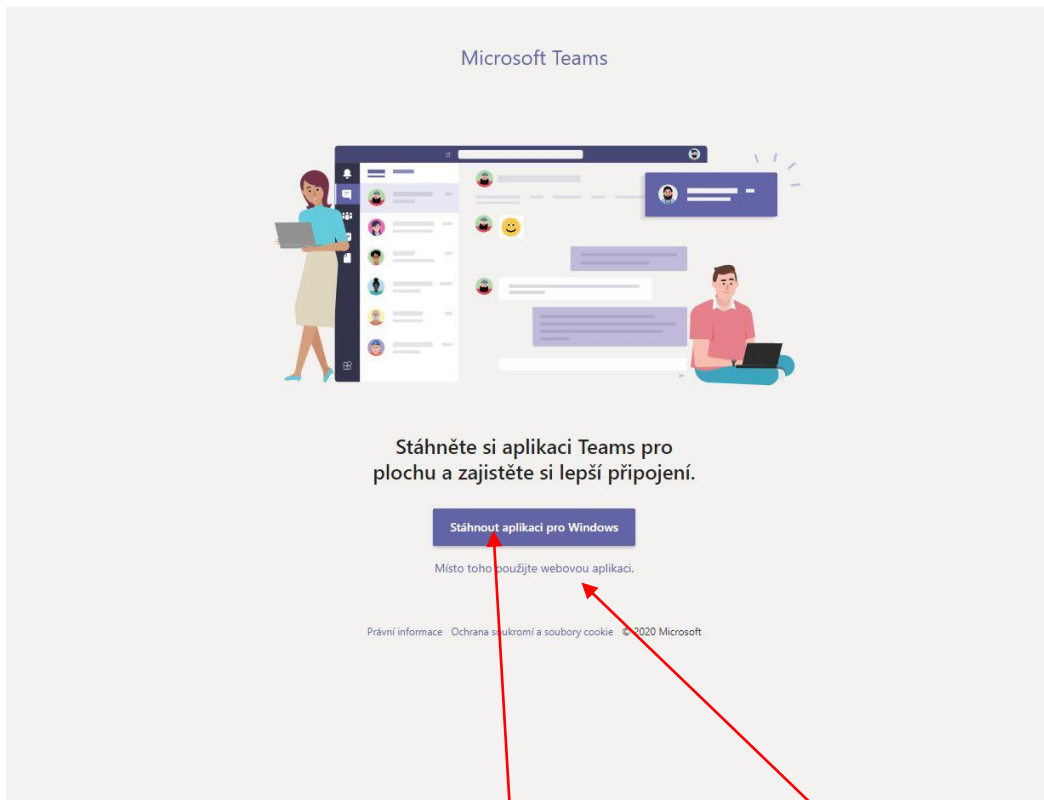 Microsoft Teams
Stáhněte si aplikaci Teams pro
plochu a zajistěte si lepší připojení.
Stáhnout aplikaci pro Windows
Místo toho použijte webovou aplikaci.
Právní informace Ochrana soukromí a soubory cookie © 2020 Microsoft